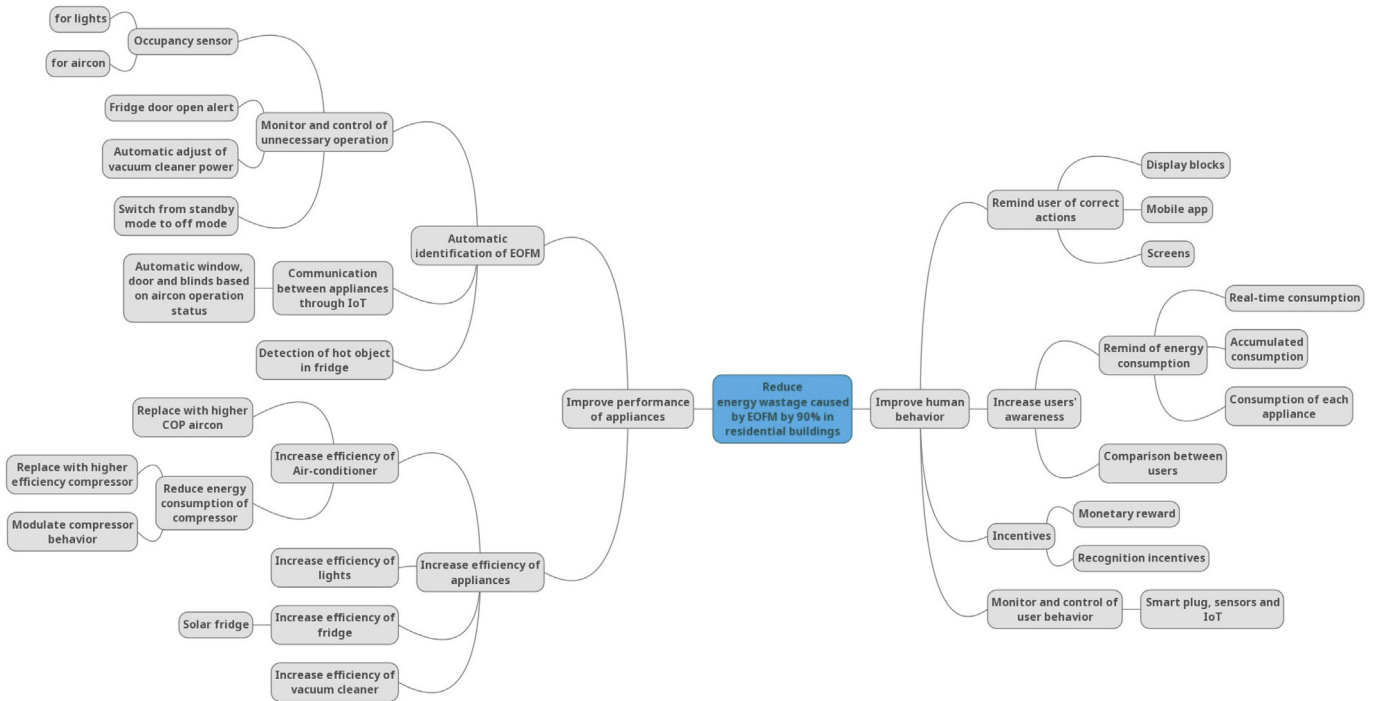 for lights
Occupancy sensor
for aircon
Fridge door open alert
Monitor and control of
unnecessary operation
Automatic adjust of
vacuum cleaner power
Switch from standby
mode to off mode
Automatic
identification of EOFM
Automatic window,
door and blinds based
on aircon operation
status
Communication
between appliances
through IoT
Detection of hot object
in fridge
Improve performance
of appliances
Replace with higher
COP aircon
Increase efficiency of
Air-conditioner
Replace with higher
efficiency compressor
Reduce energy
consumption of
compressor
Modulate compressor
behavior
Increase efficiency of
lights
Increase efficiency of
appliances
Solar fridge
Increase efficiency of
fridge
Increase efficiency of
vacuum cleaner
Reduce
energy wastage caused
by EOFM by 90% in
residential buildings
Improve human
behavior
Remind user of correct
actions
Display blocks
Mobile app
Screens
Increase users'
awareness
Remind of energy
consumption
Real-time consumption
Accumulated
consumption
Consumption of each
appliance
Comparison between
users
Incentives
Monetary reward
Recognition incentives
Monitor and control of
user behavior
Smart plug, sensors and
IoT